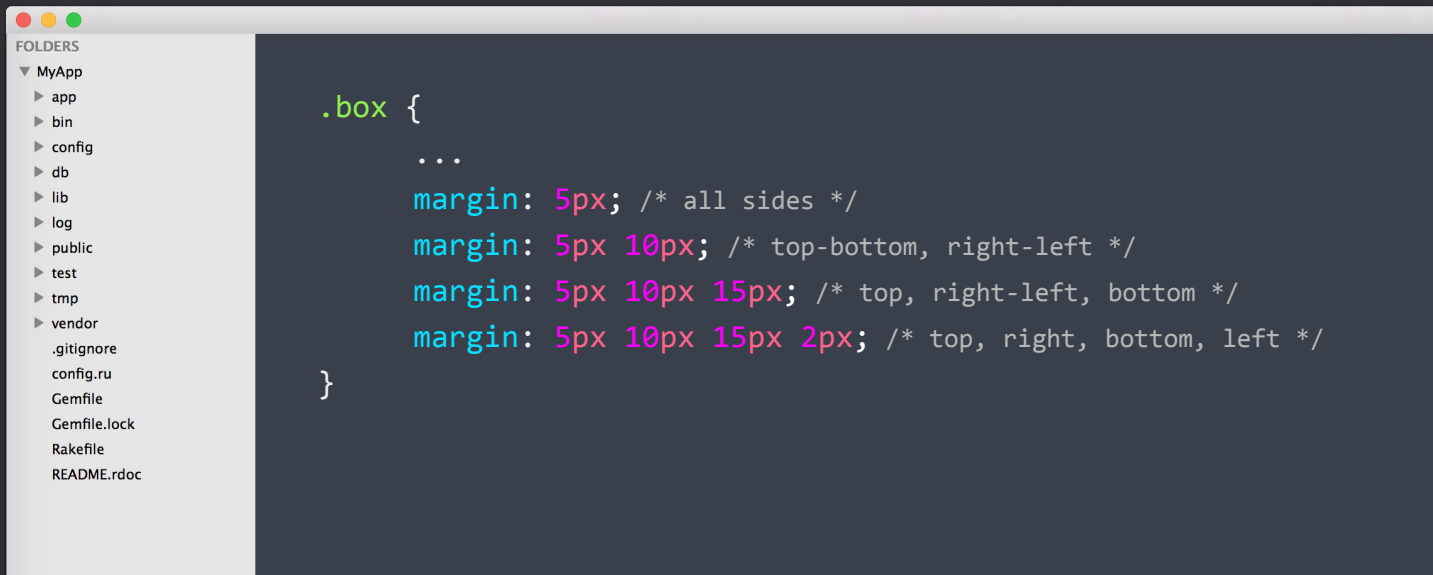 FOLDERS
MyApp
app
bin
config
db
lib
log
public
test
tmp
vendor
.gitignore
config.ru
Gemfile
Gemfile.lock
Rakefile
README.rdoc
.box {
...
margin: 5px; /* all sides */
margin: 5px 10px; /* top-bottom, right-left */
margin: 5px 10px 15px; /* top, right-left, bottom */
margin: 5px 10px 15px 2px; /* top, right, bottom, left */
}